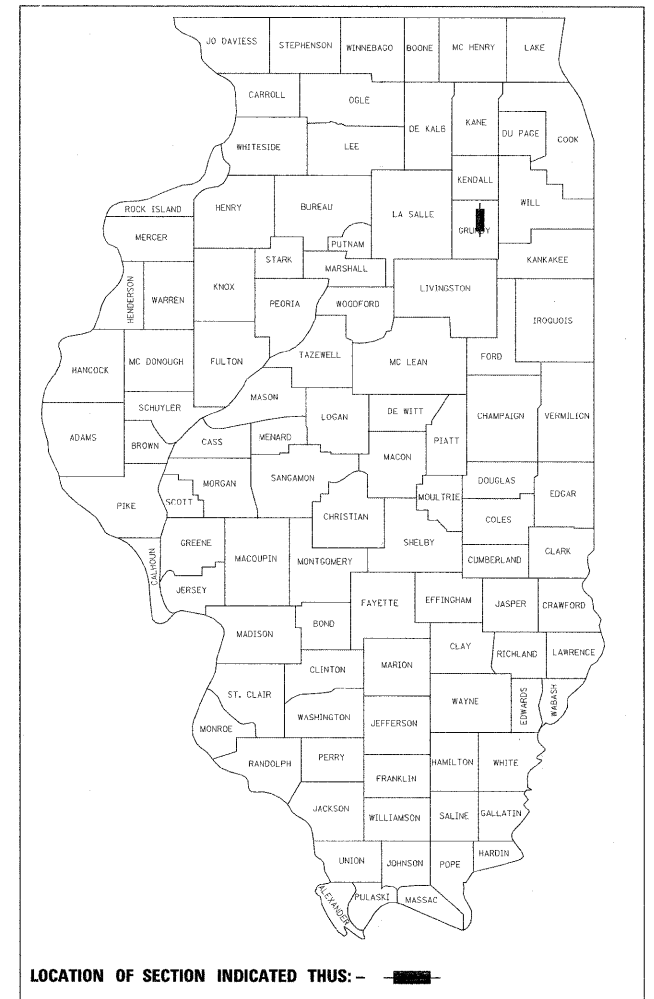 JO DAVIESS STEPHENSON WINNEBAGO BOONE MC HENRY LAKE
CARROLL OGLE DE KALB KANE DU PAGE COOK
WHITESIDE LEE
KENDALL
ROCK ISLAND HENRY BUREAU LA SALLE GRUNDY WILL
MERCER PUTNAM
STARK MARSHALL KANKAKEE
HENDERSON WARREN KNOX PEORIA WOODFORD LIVINGSTON
IROQUOIS
HANCOCK MC DONOUGH FULTON TAZEWELL MC LEAN FORD
MASON
SCHUYLER LOGAN DE WITT CHAMPAIGN VERMILION
ADAMS BROWN CASS MENARD MACON PIATT
MORGAN SANGAMON DOUGLAS
PIKE SCOTT CHRISTIAN MOULTRIE COLES EDGAR
GREENE SHELBY
CALHOUN MACOUPIN MONTGOMERY CUMBERLAND CLARK
JERSEY FAYETTE EFFINGHAM JASPER CRAWFORD
MADISON BOND
CLAY RICHLAND LAWRENCE
CLINTON MARION
ST. CLAIR WAYNE EDWARDS WABASH
WASHINGTON JEFFERSON
MONROE
RANDOLPH PERRY HAMILTON WHITE
FRANKLIN
JACKSON WILLIAMSON SALINE GALLATIN
UNION JOHNSON POPE HARDIN
ALEXANDER PULASKI MASSAC
LOCATION OF SECTION INDICATED THUS: -